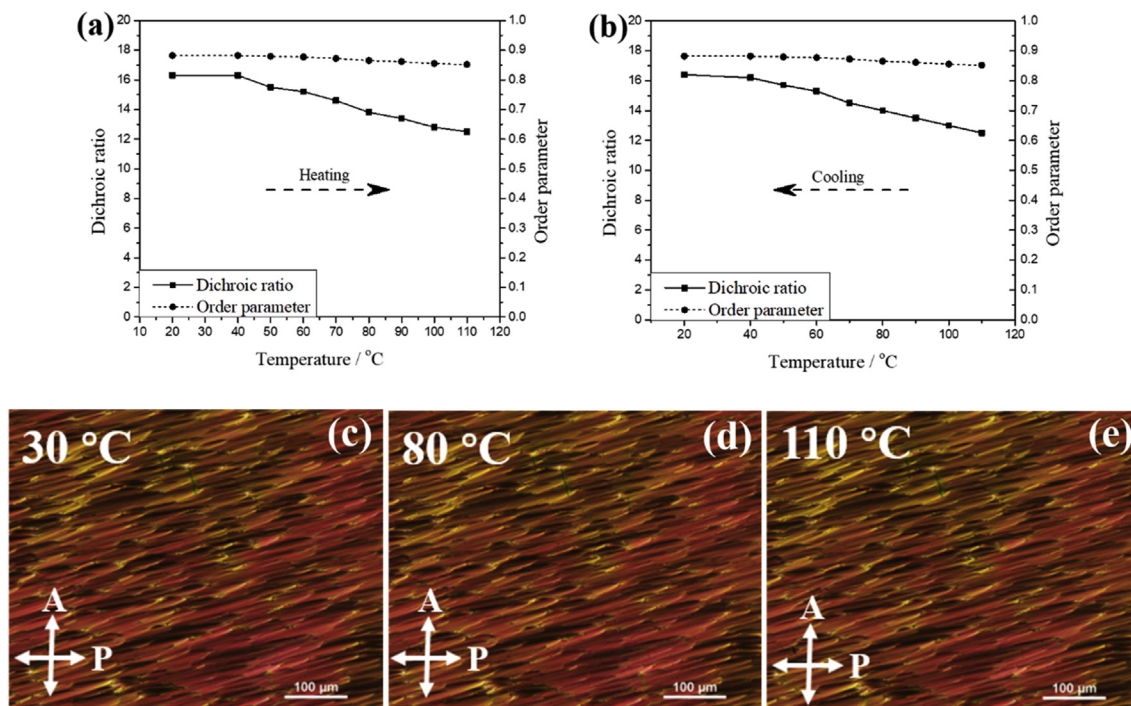 (a)
20
18
16
14
12
10
8
6
4
2
0
Dichroic ratio
1.0
0.9
0.8
0.7
0.6
0.5
0.4
0.3
0.2
0.1
0.0
Order parameter
Heating
Dichroic ratio
Order parameter
10 20 30 40 50 60 70 80 90 100 110 120
Temperature / °C
(b)
20
18
16
14
12
10
8
6
4
2
0
Dichroic ratio
1.0
0.9
0.8
0.7
0.6
0.5
0.4
0.3
0.2
0.1
0.0
Order parameter
Cooling
Dichroic ratio
Order parameter
20 40 60 80 100 120
Temperature / °C
30 °C (c)
A
P
100 μm
80 °C (d)
A
P
100 μm
110 °C (e)
A
P
100 μm